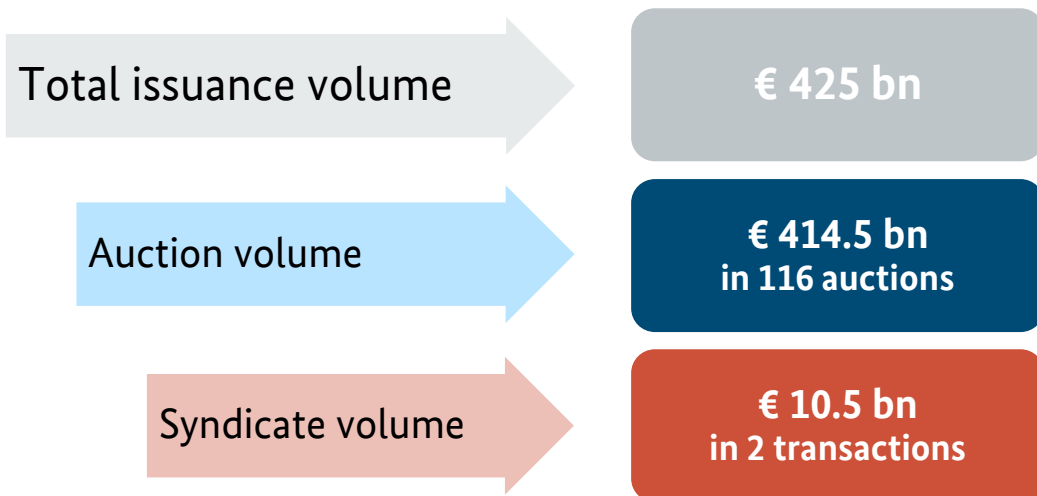 Total issuance volume
€ 425 bn
Auction volume
€ 414.5 bn
in 116 auctions
Syndicate volume
€ 10.5 bn
in 2 transactions